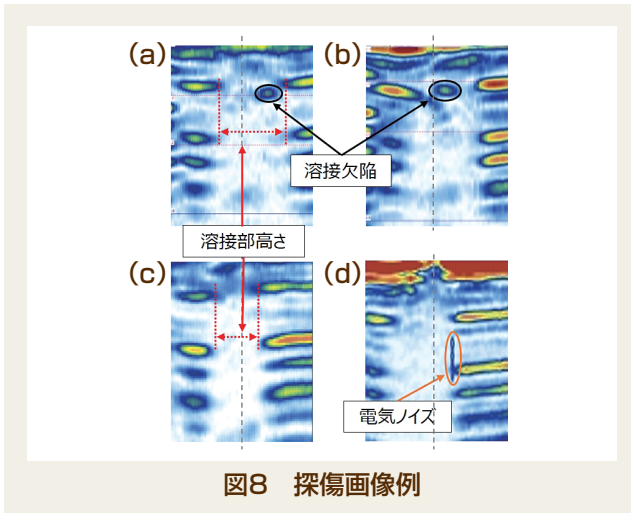 (a)
(b)
溶接欠陥
溶接部高さ
(c)
(d)
電気ノイズ
図8 探傷画像例